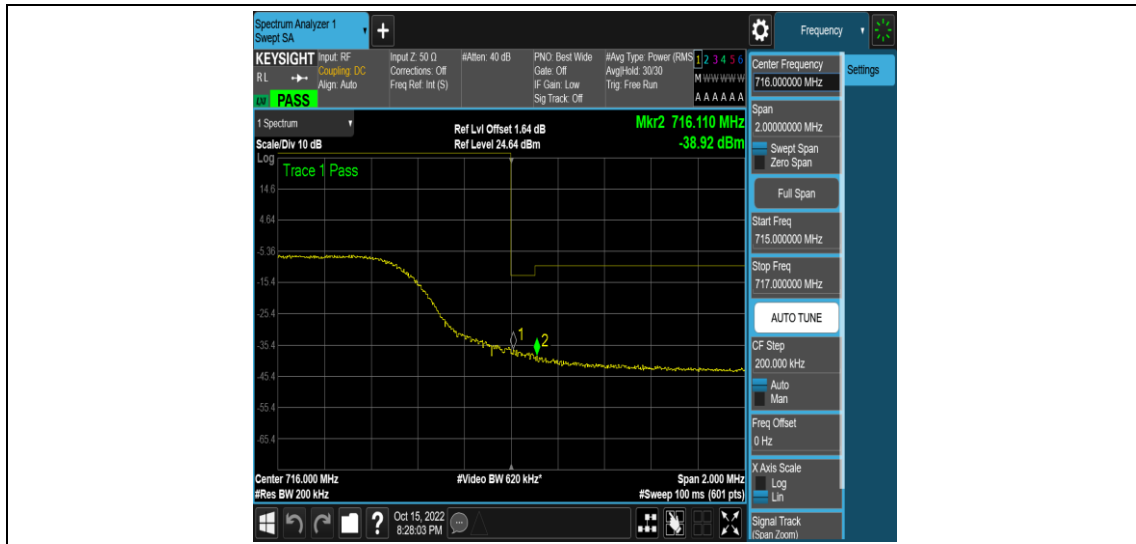 Spectrum Analyzer 1
Swept SA
+
Frequency
KEYSIGHT
RL
PASS
Input: RF
Coupling: DC
Align: Auto
Input Z: 50 Ω
Corrections: Off
Freq Ref: Int (S)
#Atten: 40 dB
PNO: Best Wide
Gate: Off
IF Gain: Low
Sig Track: Off
#Avg Type: Power (RMS
Avg|Hold: 30/30
Trig: Free Run
1 2 3 4 5 6
M W W W W W
A A A A A A
1 Spectrum
Scale/Div 10 dB
Ref Lvl Offset 1.64 dB
Ref Level 24.64 dBm
Mkr2 716.110 MHz
-38.92 dBm
Log
Trace 1 Pass
14.6
4.64
-5.36
-15.4
-25.4
-35.4
-45.4
-55.4
-65.4
1
2
Center 716.000 MHz
#Video BW 620 kHz*
Span 2.000 MHz
#Res BW 200 kHz
#Sweep 100 ms (601 pts)
?
Oct 15, 2022
8:28:03 PM
Center Frequency
716.000000 MHz
Settings
Span
2.00000000 MHz
Swept Span
Zero Span
Full Span
Start Freq
715.000000 MHz
Stop Freq
717.000000 MHz
AUTO TUNE
CF Step
200.000 kHz
Auto
Man
Freq Offset
0 Hz
X Axis Scale
Log
Lin
Signal Track
(Span Zoom)